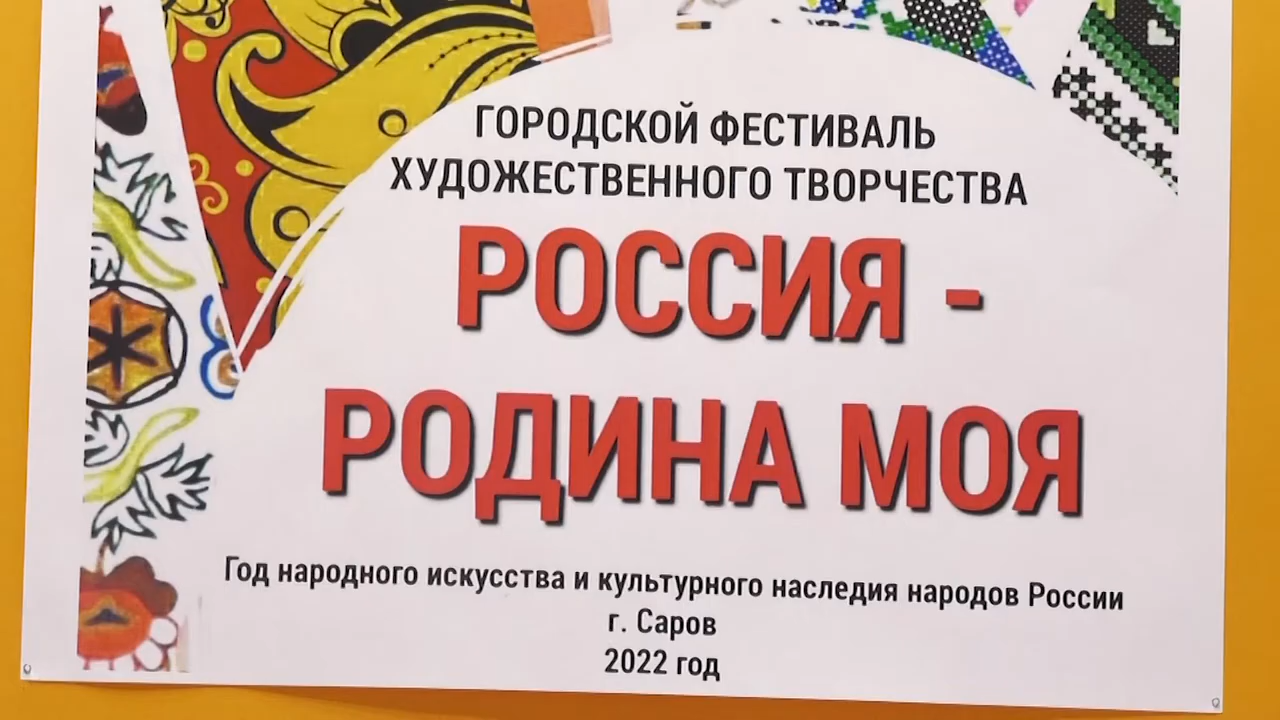 ГОРОДСКОЙ ФЕСТИВАЛЬ
ХУДОЖЕСТВЕННОГО ТВОРЧЕСТВА
РОССИЯ -
РОДИНА МОЯ
Год народного искусства и культурного наследия народов России
г. Саров
2022 год